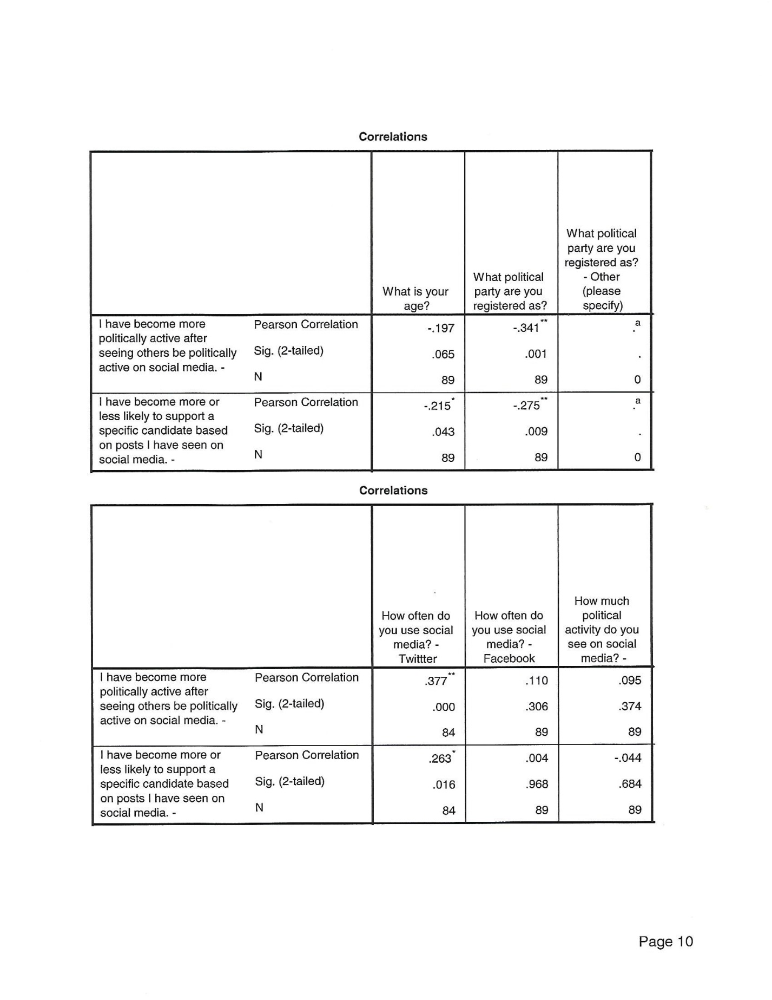 Correlations
What is your
age?
What political
party are you
registered as?
What political
party are you
registered as?
- Other
(please
specify)
I have become more
politically active after
seeing others be politically
active on social media. -
Pearson Correlation -.197 -.341** .a
Sig. (2-tailed) .065 .001 .
N 89 89 0
I have become more or
less likely to support a
specific candidate based
on posts I have seen on
social media. -
Pearson Correlation -.215* -.275** .a
Sig. (2-tailed) .043 .009 .
N 89 89 0
Correlations
How often do
you use social
media? -
Twittter
How often do
you use social
media? -
Facebook
How much
political
activity do you
see on social
media? -
I have become more
politically active after
seeing others be politically
active on social media. -
Pearson Correlation .377** .110 .095
Sig. (2-tailed) .000 .306 .374
N 84 89 89
I have become more or
less likely to support a
specific candidate based
on posts I have seen on
social media. -
Pearson Correlation .263* .004 -.044
Sig. (2-tailed) .016 .968 .684
N 84 89 89
Page 10